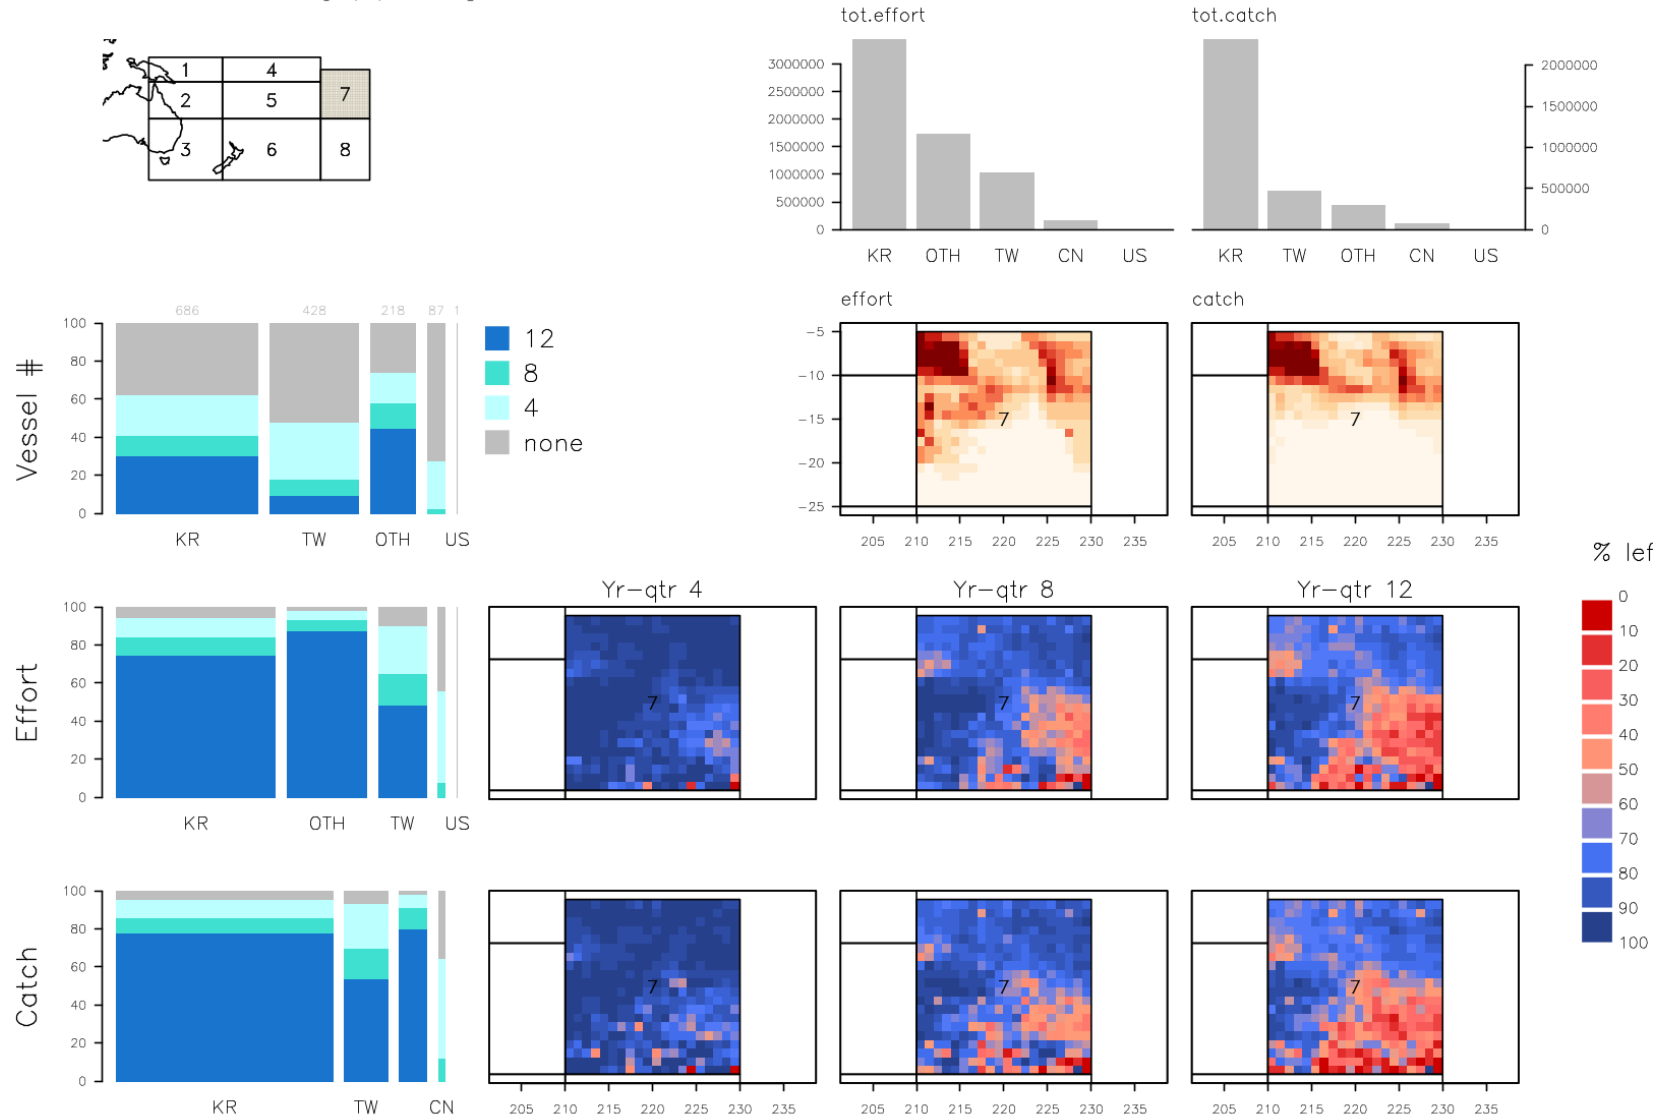 tot.effort
tot.catch
1
4
2
5
7
3
6
8
3000000
2500000
2000000
1500000
1000000
500000
0
KR OTH TW CN US
2000000
1500000
1000000
500000
0
KR TW OTH CN US
686 428 218 87 1
Vessel #
100
80
60
40
20
0
KR TW OTH US
12
8
4
none
effort
catch
-5
-10
-15
-20
-25
7
7
205 210 215 220 225 230 235
205 210 215 220 225 230 235
% lef
0
10
20
30
40
50
60
70
80
90
100
Yr-qtr 4
Yr-qtr 8
Yr-qtr 12
Effort
100
80
60
40
20
0
KR OTH TW US
7
7
7
Catch
100
80
60
40
20
0
KR TW CN
7
7
7
205 210 215 220 225 230 235
205 210 215 220 225 230 235
205 210 215 220 225 230 235